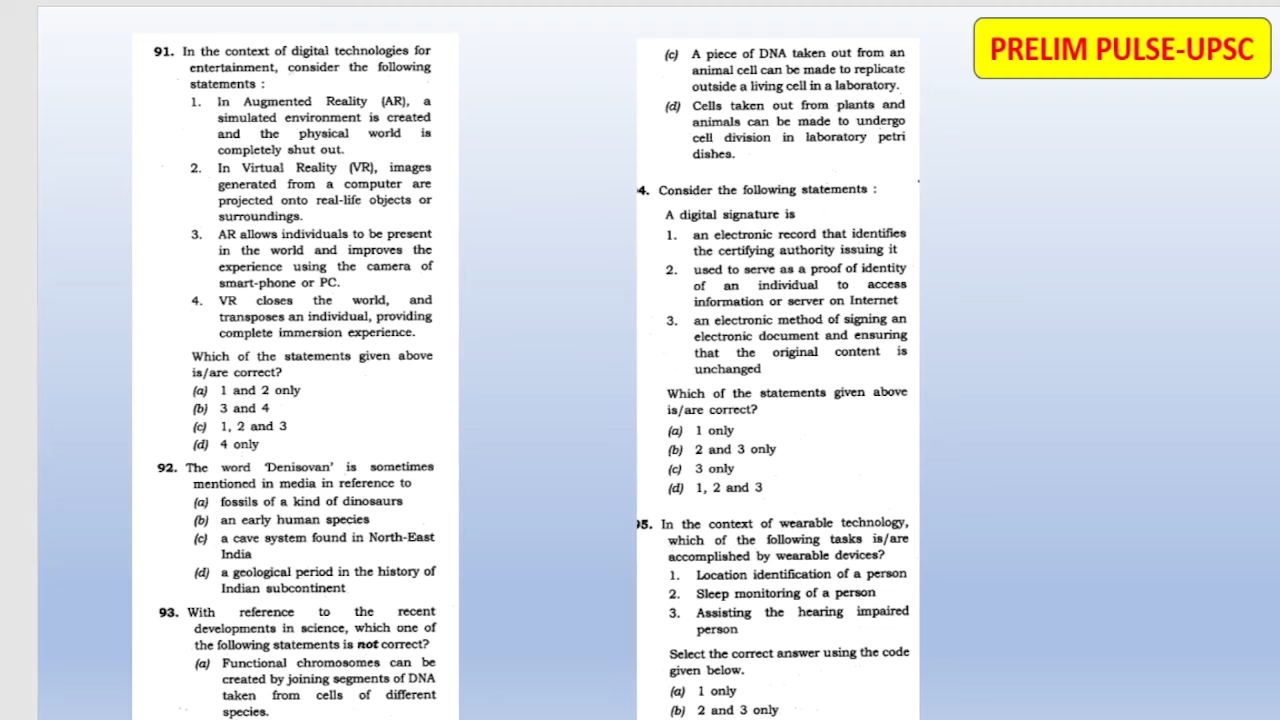 PRELIM PULSE-UPSC
91. In the context of digital technologies for
entertainment, consider the following
statements :
1. In Augmented Reality (AR), a
simulated environment is created
and the physical world is
completely shut out.
2. In Virtual Reality (VR), images
generated from a computer are
projected onto real-life objects or
surroundings.
3. AR allows individuals to be present
in the world and improves the
experience using the camera of
smart-phone or PC.
4. VR closes the world, and
transposes an individual, providing
complete immersion experience.
Which of the statements given above
is/are correct?
(a) 1 and 2 only
(b) 3 and 4
(c) 1, 2 and 3
(d) 4 only
92. The word 'Denisovan' is sometimes
mentioned in media in reference to
(a) fossils of a kind of dinosaurs
(b) an early human species
(c) a cave system found in North-East
India
(d) a geological period in the history of
Indian subcontinent
93. With reference to the recent
developments in science, which one of
the following statements is not correct?
(a) Functional chromosomes can be
created by joining segments of DNA
taken from cells of different
species.
(c) A piece of DNA taken out from an
animal cell can be made to replicate
outside a living cell in a laboratory.
(d) Cells taken out from plants and
animals can be made to undergo
cell division in laboratory petri
dishes.
4. Consider the following statements :
A digital signature is
1. an electronic record that identifies
the certifying authority issuing it
2. used to serve as a proof of identity
of an individual to access
information or server on Internet
3. an electronic method of signing an
electronic document and ensuring
that the original content is
unchanged
Which of the statements given above
is/are correct?
(a) 1 only
(b) 2 and 3 only
(c) 3 only
(d) 1, 2 and 3
5. In the context of wearable technology,
which of the following tasks is/are
accomplished by wearable devices?
1. Location identification of a person
2. Sleep monitoring of a person
3. Assisting the hearing impaired
person
Select the correct answer using the code
given below.
(a) 1 only
(b) 2 and 3 only